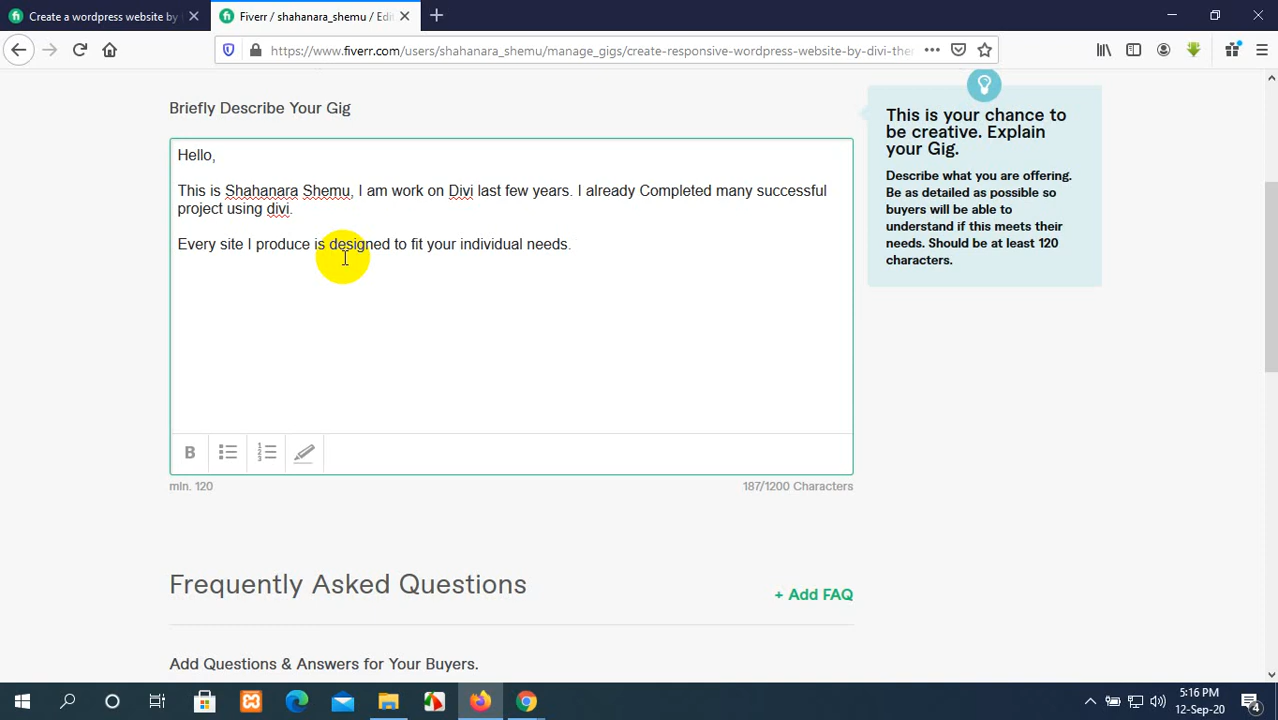 Create a wordpress website by
Fiverr / shahanara_shemu / Edi
https://www.fiverr.com/users/shahanara_shemu/manage_gigs/create-responsive-wordpress-website-by-divi-ther
Briefly Describe Your Gig
Hello,
This is Shahanara Shemu, I am work on Divi last few years. I already Completed many successful
project using divi.
Every site I produce is designed to fit your individual needs.
B
min. 120
187/1200 Characters
This is your chance to
be creative. Explain
your Gig.
Describe what you are offering.
Be as detailed as possible so
buyers will be able to
understand if this meets their
needs. Should be at least 120
characters.
Frequently Asked Questions
+ Add FAQ
Add Questions & Answers for Your Buyers.
5:16 PM
12-Sep-20
4